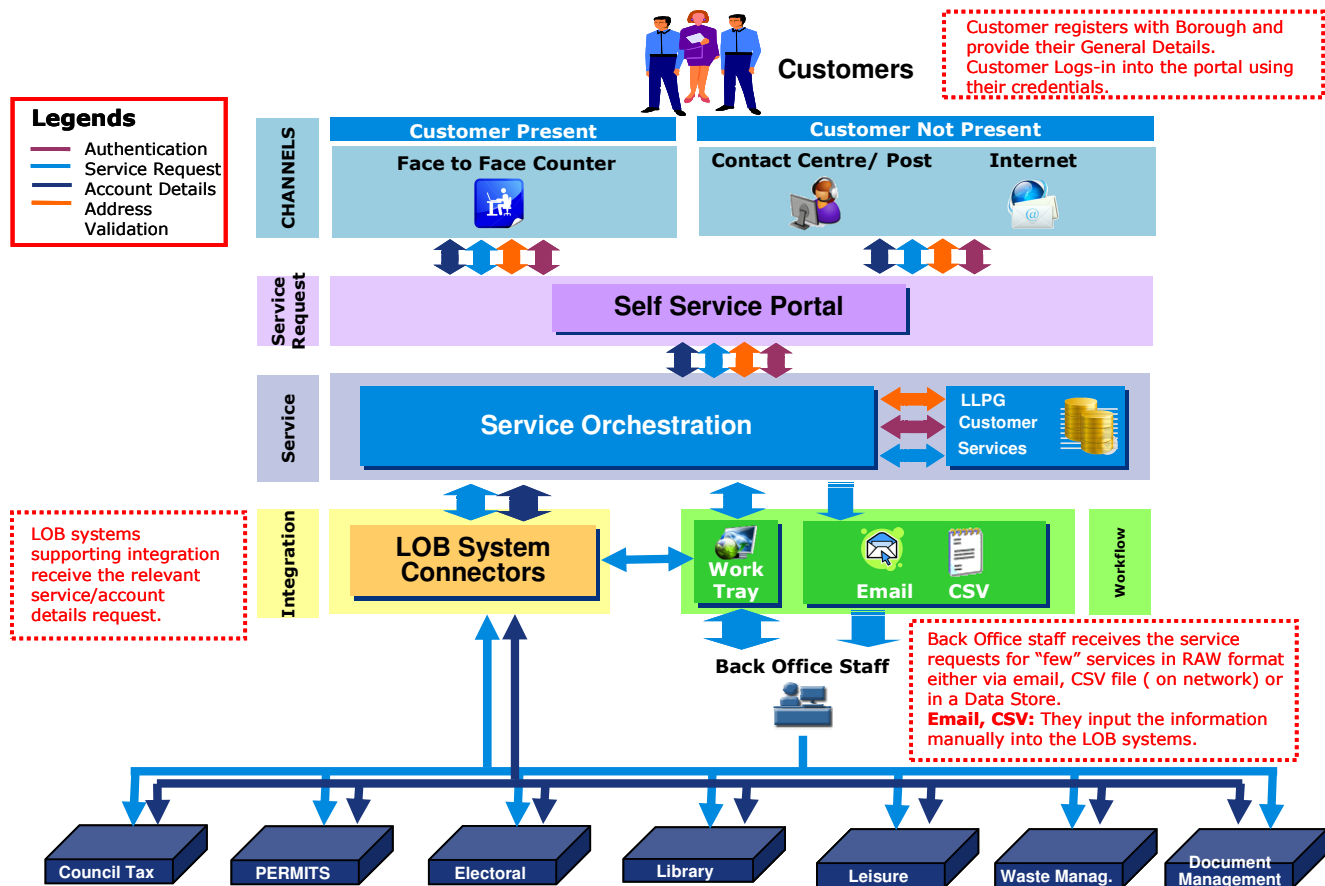 Customers
Customer registers with Borough and
provide their General Details.
Customer Logs-in into the portal using
their credentials.
Legends
Authentication
Service Request
Account Details
Address
Validation
CHANNELS
Customer Present
Customer Not Present
Face to Face Counter
Contact Centre/ Post
Internet
@
Service
Request
Self Service Portal
Service
Service Orchestration
LLPG
Customer
Services
LOB systems
supporting integration
receive the relevant
service/account
details request.
Integration
LOB System
Connectors
Work
Tray
Email
CSV
Workflow
Back Office Staff
Back Office staff receives the service
requests for “few” services in RAW format
either via email, CSV file ( on network) or
in a Data Store.
Email, CSV: They input the information
manually into the LOB systems.
Council Tax
PERMITS
Electoral
Library
Leisure
Waste Manag.
Document
Management